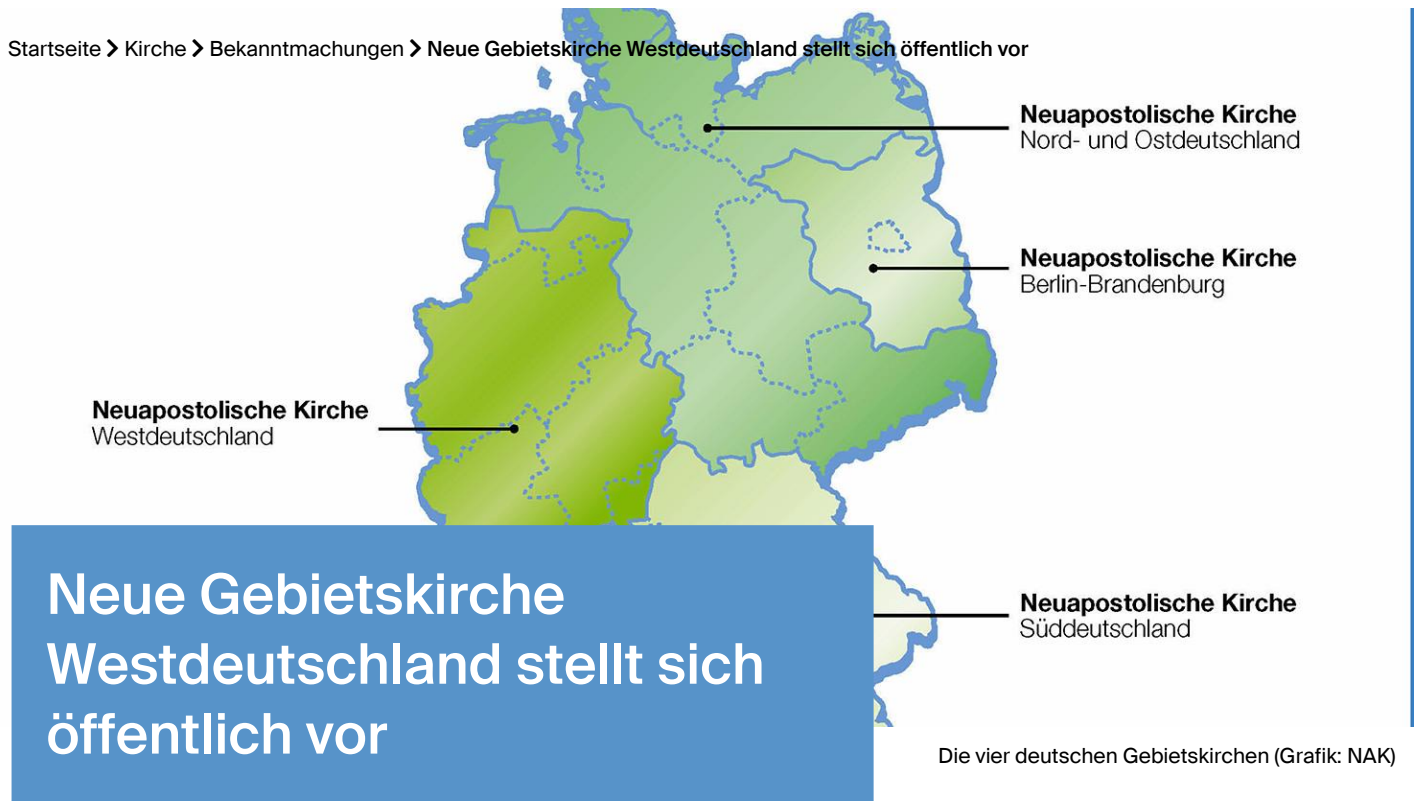 Startseite > Kirche > Bekanntmachungen > Neue Gebietskirche Westdeutschland stellt sich öffentlich vor
Neuapostolische Kirche
Nord- und Ostdeutschland
Neuapostolische Kirche
Berlin-Brandenburg
Neuapostolische Kirche
Westdeutschland
Neue Gebietskirche
Westdeutschland stellt sich
öffentlich vor
Neuapostolische Kirche
Süddeutschland
Die vier deutschen Gebietskirchen (Grafik: NAK)